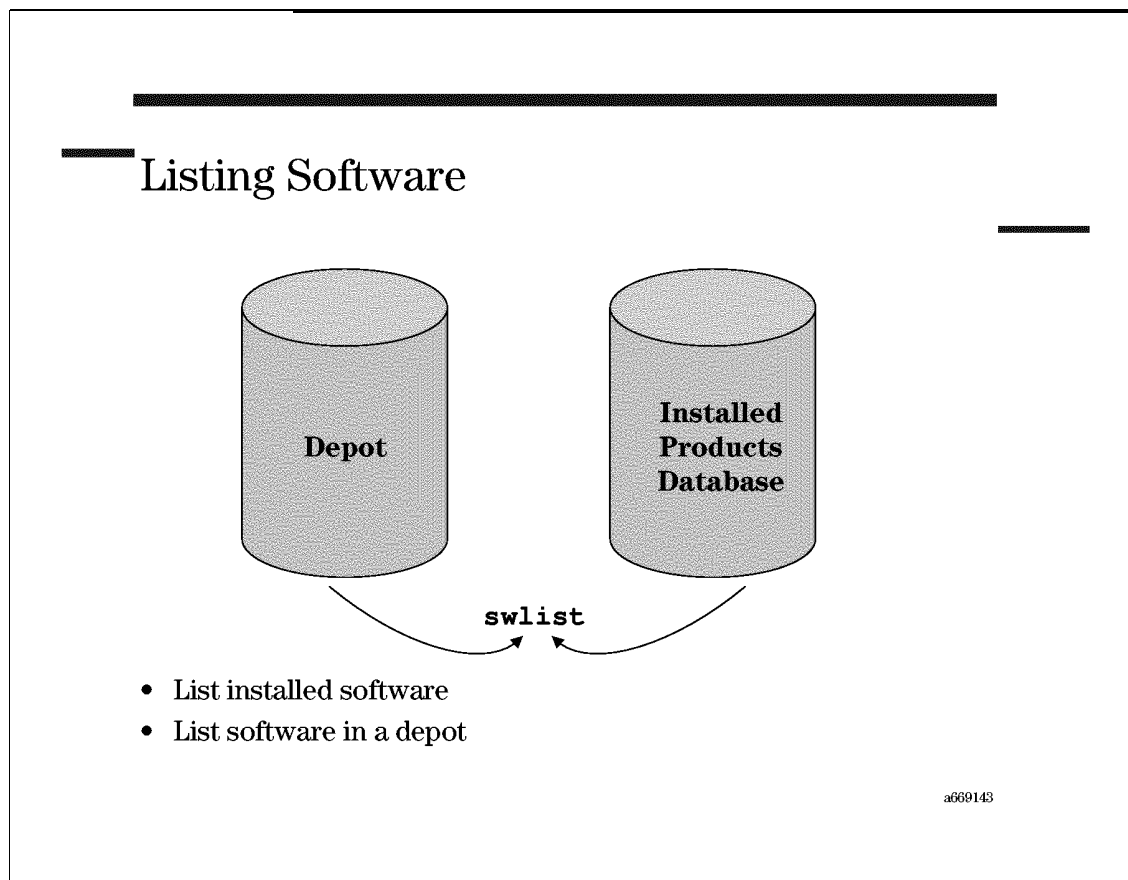 Listing Software
Depot
Installed
Products
Database
swlist
• List installed software
• List software in a depot
a669143